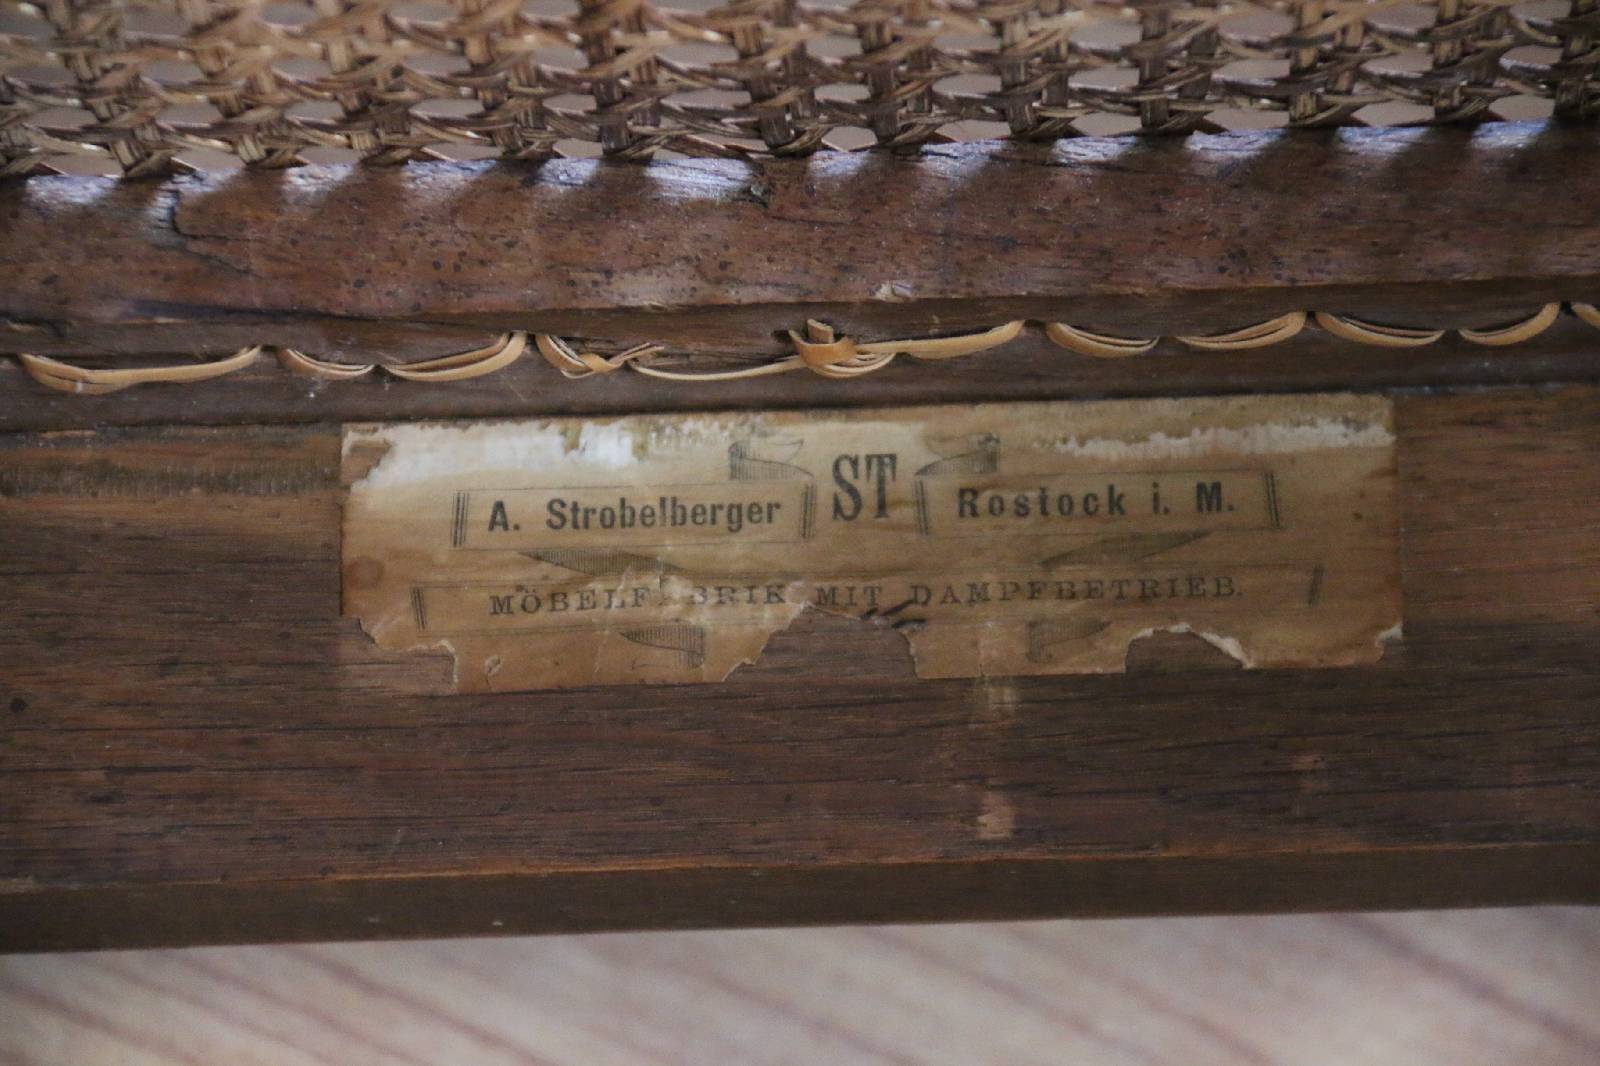 A. Strobelberger ST Rostock i. M.
MÖBELFABRIK MIT DAMPFBETRIEB.